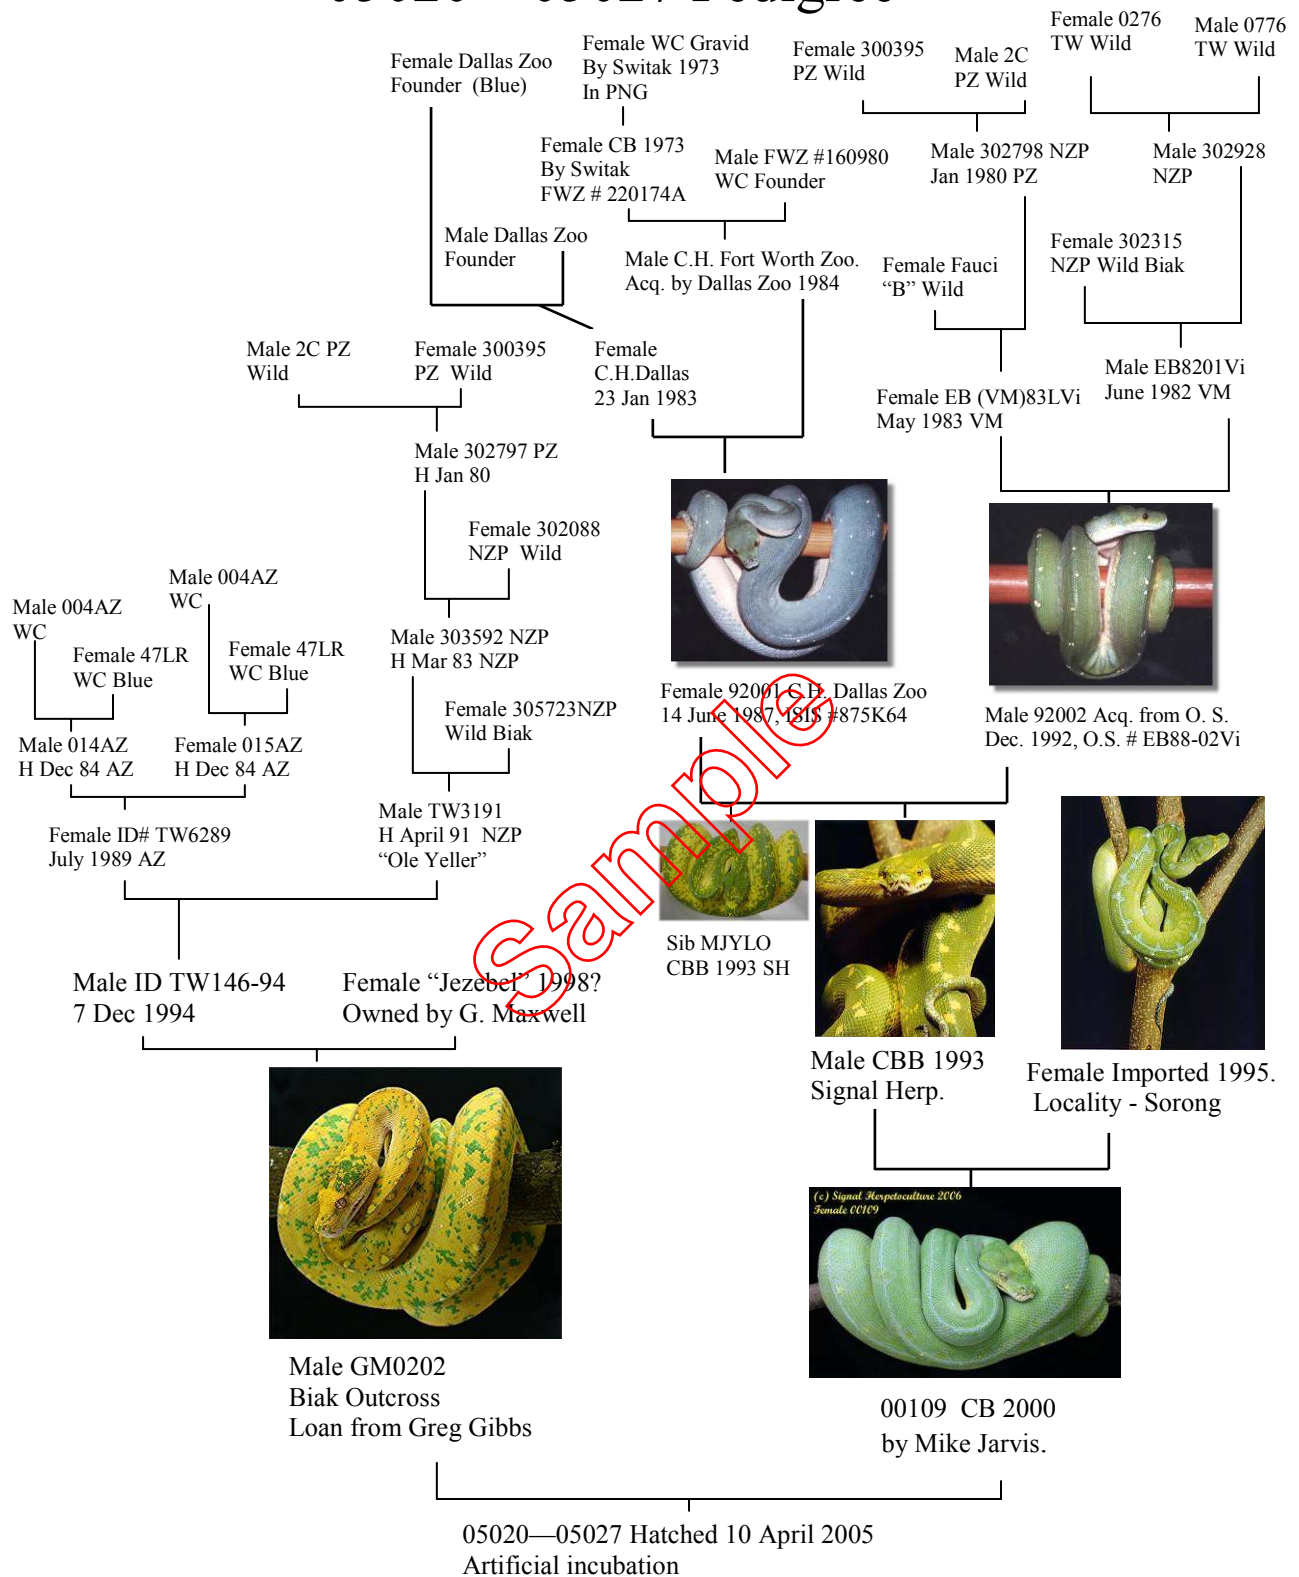 Female 0276
TW Wild
Male 0776
TW Wild
Female Dallas Zoo
Founder (Blue)
Female WC Gravid
By Switak 1973
In PNG
Female 300395
PZ Wild
Male 2C
PZ Wild
Female CB 1973
By Switak
FWZ # 220174A
Male FWZ #160980
WC Founder
Male 302798 NZP
Jan 1980 PZ
Male 302928
NZP
Male Dallas Zoo
Founder
Male C.H. Fort Worth Zoo.
Acq. by Dallas Zoo 1984
Female Fauci
“B” Wild
Female 302315
NZP Wild Biak
Male 2C PZ
Wild
Female 300395
PZ Wild
Female
C.H.Dallas
23 Jan 1983
Female EB (VM)83LVi
May 1983 VM
Male EB8201Vi
June 1982 VM
Male 302797 PZ
H Jan 80
Female 302088
NZP Wild
Male 004AZ
WC
Female 47LR
WC Blue
Male 004AZ
WC
Female 47LR
WC Blue
Male 303592 NZP
H Mar 83 NZP
Female 305723NZP
Wild Biak
Female 92001 C.H. Dallas Zoo
14 June 1987, ISIS #875K64
Male 92002 Acq. from O. S.
Dec. 1992, O.S. # EB88-02Vi
Male 014AZ
H Dec 84 AZ
Female 015AZ
H Dec 84 AZ
Female ID# TW6289
July 1989 AZ
Male TW3191
H April 91 NZP
“Ole Yeller”
Sample
Sib MJYLO
CBB 1993 SH
Male ID TW146-94
7 Dec 1994
Female “Jezebel” 1998?
Owned by G. Maxwell
Male CBB 1993
Signal Herp.
Female Imported 1995.
Locality - Sorong
(c) Signal Herpetoculture 2006
Female 00109
Male GM0202
Biak Outcross
Loan from Greg Gibbs
00109 CB 2000
by Mike Jarvis.
05020—05027 Hatched 10 April 2005
Artificial incubation